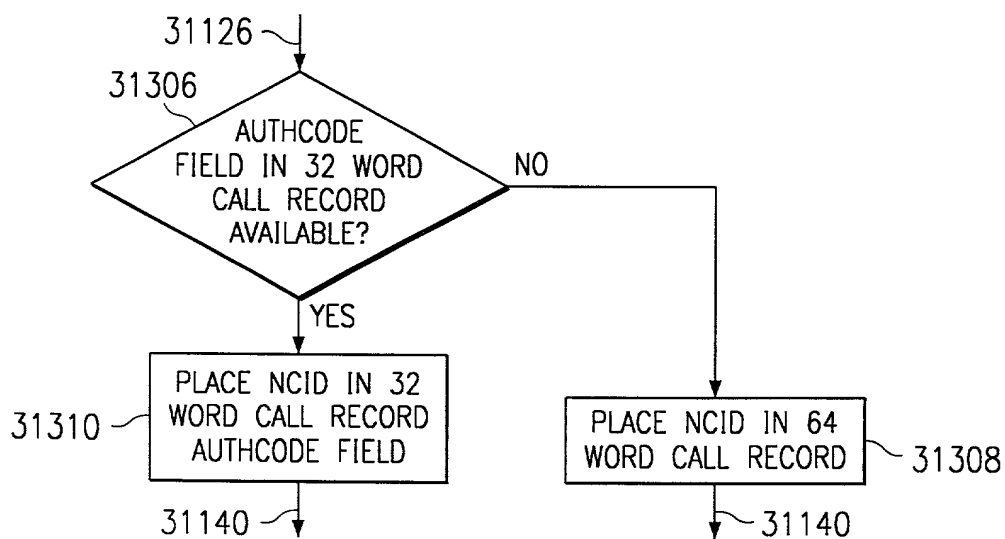 31126
31306
AUTHCODE
FIELD IN 32 WORD
CALL RECORD
AVAILABLE?
NO
YES
PLACE NCID IN 32
WORD CALL RECORD
AUTHCODE FIELD
31310
PLACE NCID IN 64
WORD CALL RECORD
31308
31140
31140